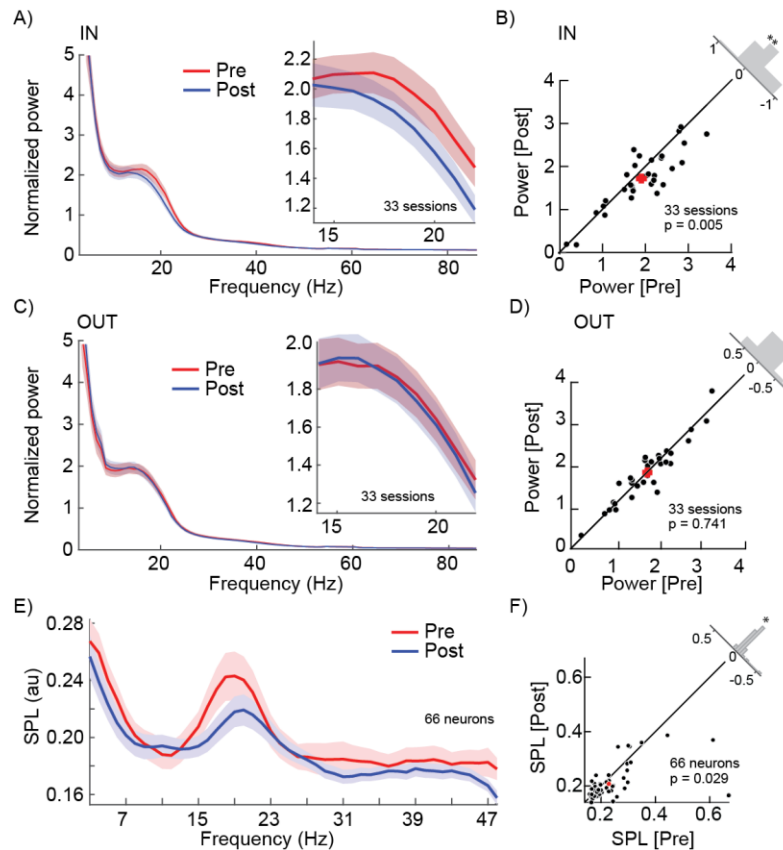 A) IN
Normalized power
5
4
3
2
1
0
20 40 60 80
Frequency (Hz)
Pre
Post
2.2
2.0
1.8
1.6
1.4
1.2
15 20
33 sessions
B) IN
Power [Post]
4
3
2
1
0 1 2 3 4
Power [Pre]
33 sessions
p = 0.005
1 0 -1
**
C) OUT
Normalized power
5
4
3
2
1
0
20 40 60 80
Frequency (Hz)
Pre
Post
2.0
1.8
1.6
1.4
1.2
15 20
33 sessions
D) OUT
Power [Post]
4
3
2
1
0
0 1 2 3 4
Power [Pre]
33 sessions
p = 0.741
0.5 0 -0.5
E)
SPL (au)
0.28
0.24
0.20
0.16
7 15 23 31 39 47
Frequency (Hz)
Pre
Post
66 neurons
F)
SPL [Post]
0.6
0.4
0.2
0.2 0.4 0.6
SPL [Pre]
66 neurons
p = 0.029
0.5 0 -0.5
*